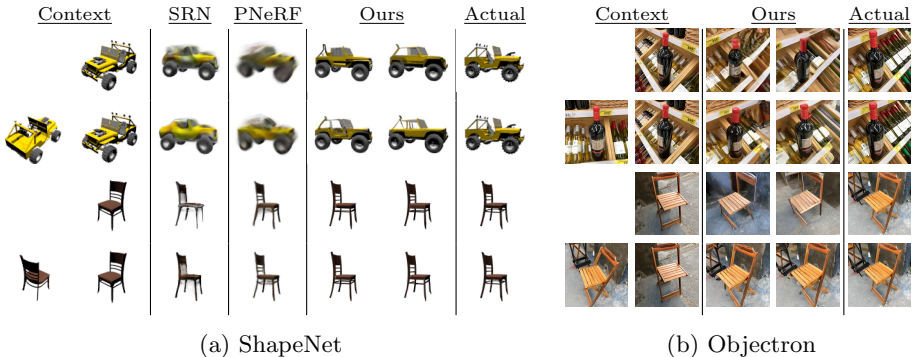 Context SRN PNeRF Ours Actual Context Ours Actual
(a) ShapeNet (b) Objectron